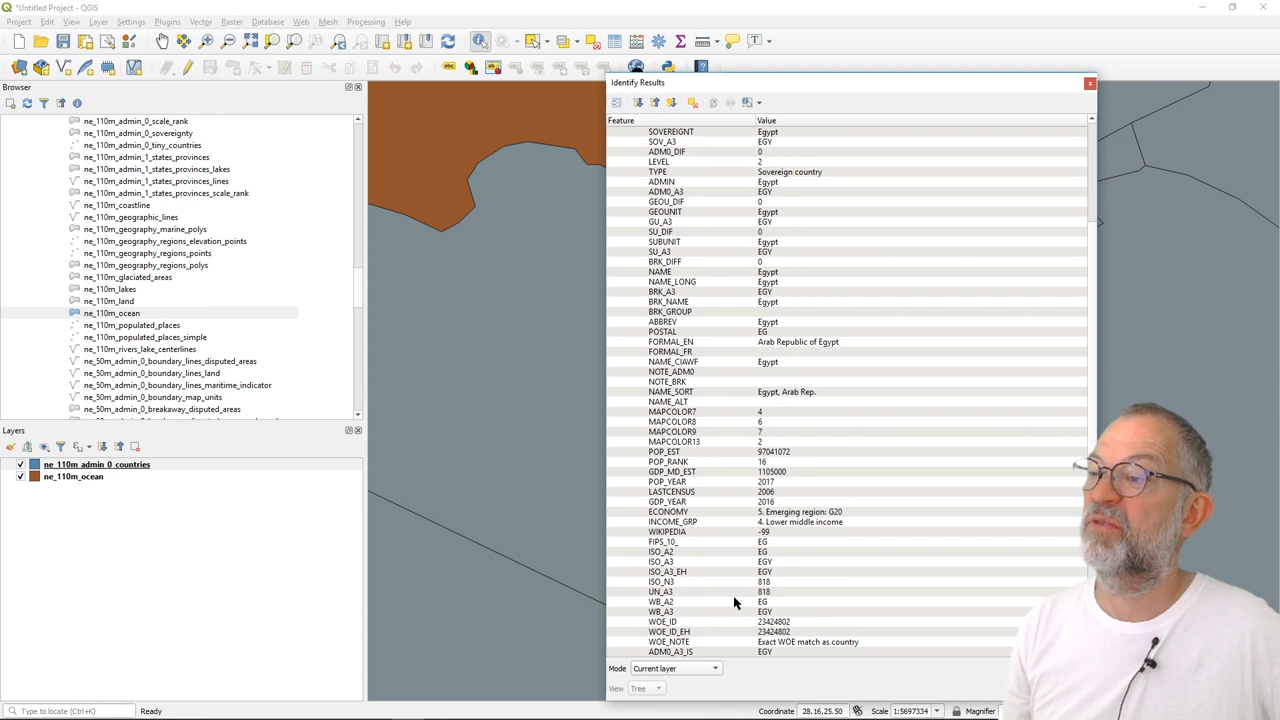 *Untitled Project - QGIS
Project Edit View Layer Settings Plugins Vector Raster Database Web Mesh Processing Help
Browser
ne_110m_admin_0_scale_rank
ne_110m_admin_0_sovereignty
ne_110m_admin_0_tiny_countries
ne_110m_admin_1_states_provinces
ne_110m_admin_1_states_provinces_lakes
ne_110m_admin_1_states_provinces_lines
ne_110m_admin_1_states_provinces_scale_rank
ne_110m_coastline
ne_110m_geographic_lines
ne_110m_geography_marine_polys
ne_110m_geography_regions_elevation_points
ne_110m_geography_regions_points
ne_110m_geography_regions_polys
ne_110m_glaciated_areas
ne_110m_lakes
ne_110m_land
ne_110m_ocean
ne_110m_populated_places
ne_110m_populated_places_simple
ne_110m_rivers_lake_centerlines
ne_50m_admin_0_boundary_lines_disputed_areas
ne_50m_admin_0_boundary_lines_land
ne_50m_admin_0_boundary_lines_maritime_indicator
ne_50m_admin_0_boundary_map_units
ne_50m_admin_0_breakaway_disputed_areas
Layers
ne_110m_admin_0_countries
ne_110m_ocean
Identify Results
Feature Value
SOVEREIGNT Egypt
SOV_A3 EGY
ADM0_DIF 0
LEVEL 2
TYPE Sovereign country
ADMIN Egypt
ADM0_A3 EGY
GEOU_DIF 0
GEOUNIT Egypt
GU_A3 EGY
SU_DIF 0
SUBUNIT Egypt
SU_A3 EGY
BRK_DIFF 0
NAME Egypt
NAME_LONG Egypt
BRK_A3 EGY
BRK_NAME Egypt
BRK_GROUP
ABBREV Egypt
POSTAL EG
FORMAL_EN Arab Republic of Egypt
FORMAL_FR
NAME_CIAWF Egypt
NOTE_ADM0
NOTE_BRK
NAME_SORT Egypt, Arab Rep.
NAME_ALT
MAPCOLOR7 4
MAPCOLOR8 6
MAPCOLOR9 7
MAPCOLOR13 2
POP_EST 97041072
POP_RANK 16
GDP_MD_EST 1105000
POP_YEAR 2017
LASTCENSUS 2006
GDP_YEAR 2016
ECONOMY 5. Emerging region: G20
INCOME_GRP 4. Lower middle income
WIKIPEDIA -99
FIPS_10_ EG
ISO_A2 EG
ISO_A3 EGY
ISO_A3_EH EGY
ISO_N3 818
UN_A3 818
WB_A2 EG
WB_A3 EGY
WOE_ID 23424802
WOE_ID_EH 23424802
WOE_NOTE Exact WOE match as country
ADM0_A3_IS EGY
Mode Current layer
View Tree
Type to locate (Ctrl+K) Ready Coordinate 28.16,25.50 Scale 1:5697334 Magnifier